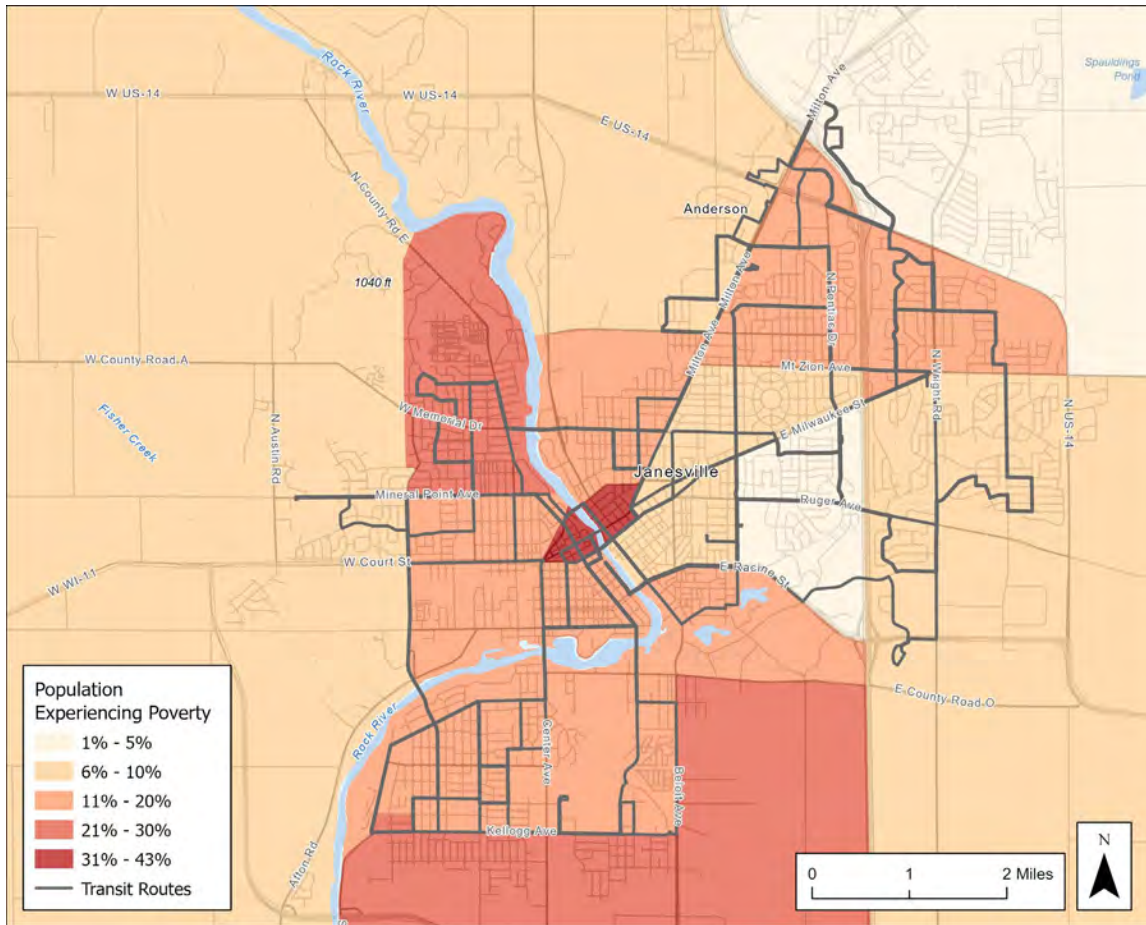 Rock River
W US-14
W US-14
Milton Ave
Spauldings
Pond
E US-14
N County Rd E
Anderson
1040 ft
Milton Ave
Milton Ave
N Pontiac Dr
W County Road A
Mt Zion Ave
N Wright Rd
Fisher Creek
N Austin Rd
W Memorial Dr
E Milwaukee St
N US-14
Janesville
Mineral Point Ave
Ruger Ave
W Court St
W WI-11
E Racine St
E County Road O
Rock River
Center Ave
Beloit Ave
Kellogg Ave
Afton Rd
S
Population
Experiencing Poverty
1% - 5%
6% - 10%
11% - 20%
21% - 30%
31% - 43%
Transit Routes
0 1 2 Miles
N